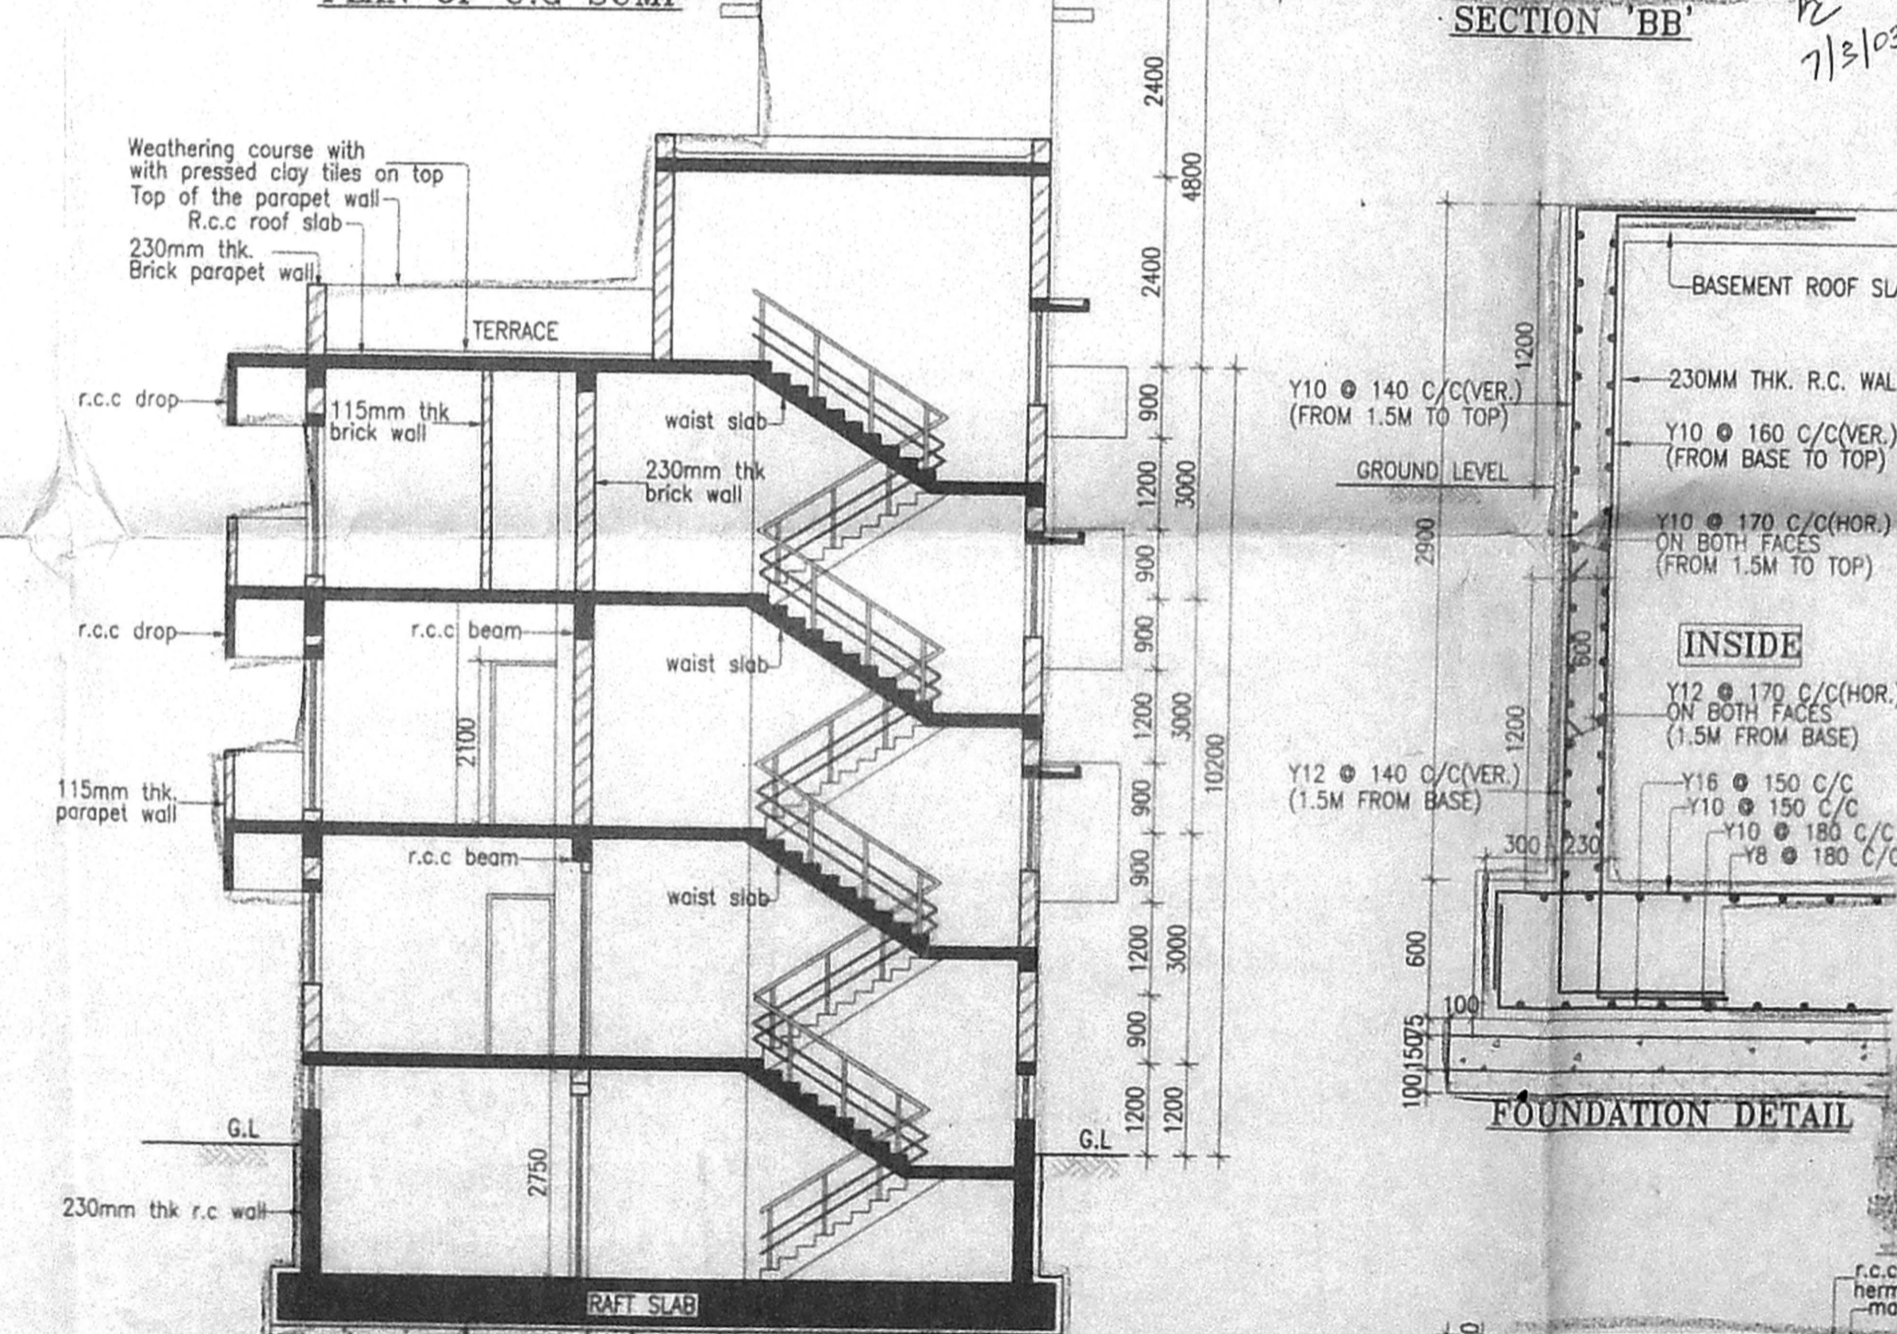 PLAN OF U.G SUMP
SECTION 'BB'
7/3/03
Weathering course with
with pressed clay tiles on top
Top of the parapet wall
R.c.c roof slab
230mm thk.
Brick parapet wall
TERRACE
r.c.c drop
115mm thk
brick wall
waist slab
230mm thk
brick wall
r.c.c drop
r.c.c beam
waist slab
2100
115mm thk.
parapet wall
r.c.c beam
waist slab
G.L
2750
230mm thk r.c wall
RAFT SLAB
G.L
2400
4800
2400
900
1200
3000
900
900
1200
3000
10200
900
900
1200
3000
900
1200
1200
BASEMENT ROOF SL
1200
230MM THK. R.C. WAL
Y10 @ 140 C/C(VER.)
(FROM 1.5M TO TOP)
Y10 @ 160 C/C(VER.)
(FROM BASE TO TOP)
GROUND LEVEL
2900
Y10 @ 170 C/C(HOR.)
ON BOTH FACES
(FROM 1.5M TO TOP)
600
INSIDE
Y12 @ 170 C/C(HOR.
ON BOTH FACES
(1.5M FROM BASE)
1200
Y12 @ 140 C/C(VER.)
(1.5M FROM BASE)
Y16 @ 150 C/C
Y10 @ 150 C/C
Y10 @ 180 C/C
Y8 @ 180 C/C
300
230
600
100
75
150
100
FOUNDATION DETAIL
r.c.c
herm
ma